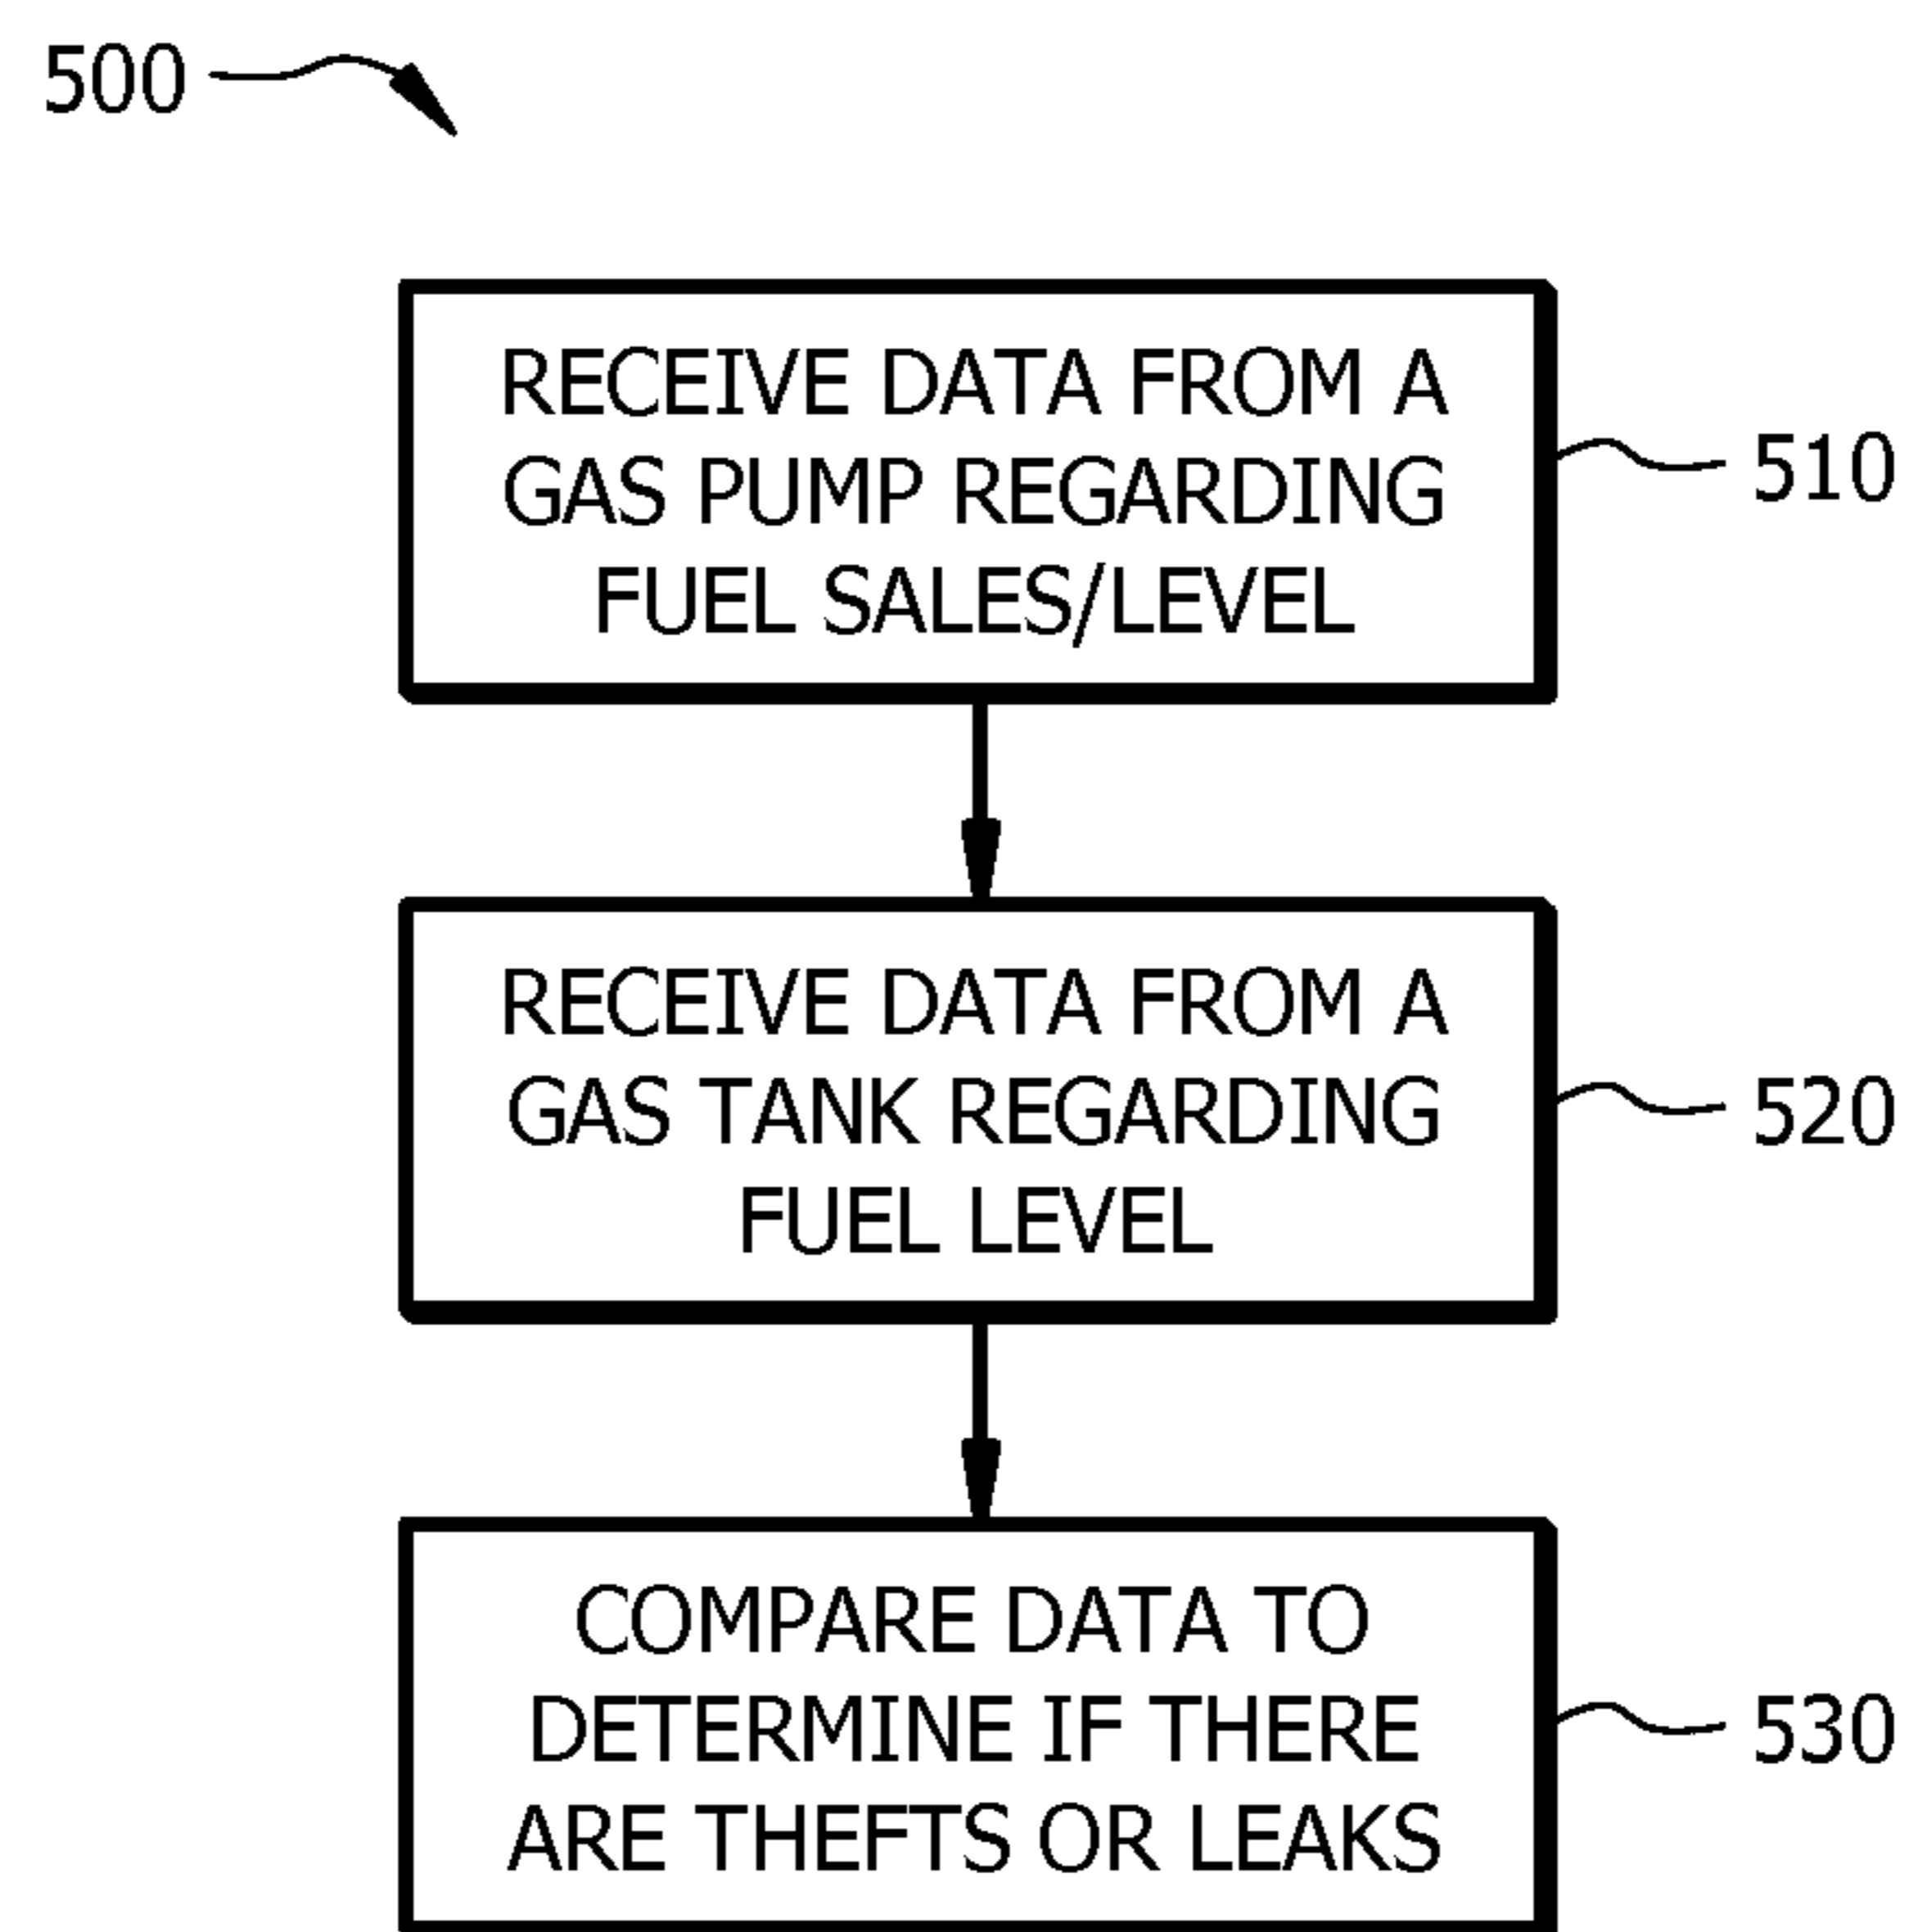 500
RECEIVE DATA FROM A
GAS PUMP REGARDING
FUEL SALES/LEVEL
510
RECEIVE DATA FROM A
GAS TANK REGARDING
FUEL LEVEL
520
COMPARE DATA TO
DETERMINE IF THERE
ARE THEFTS OR LEAKS
530